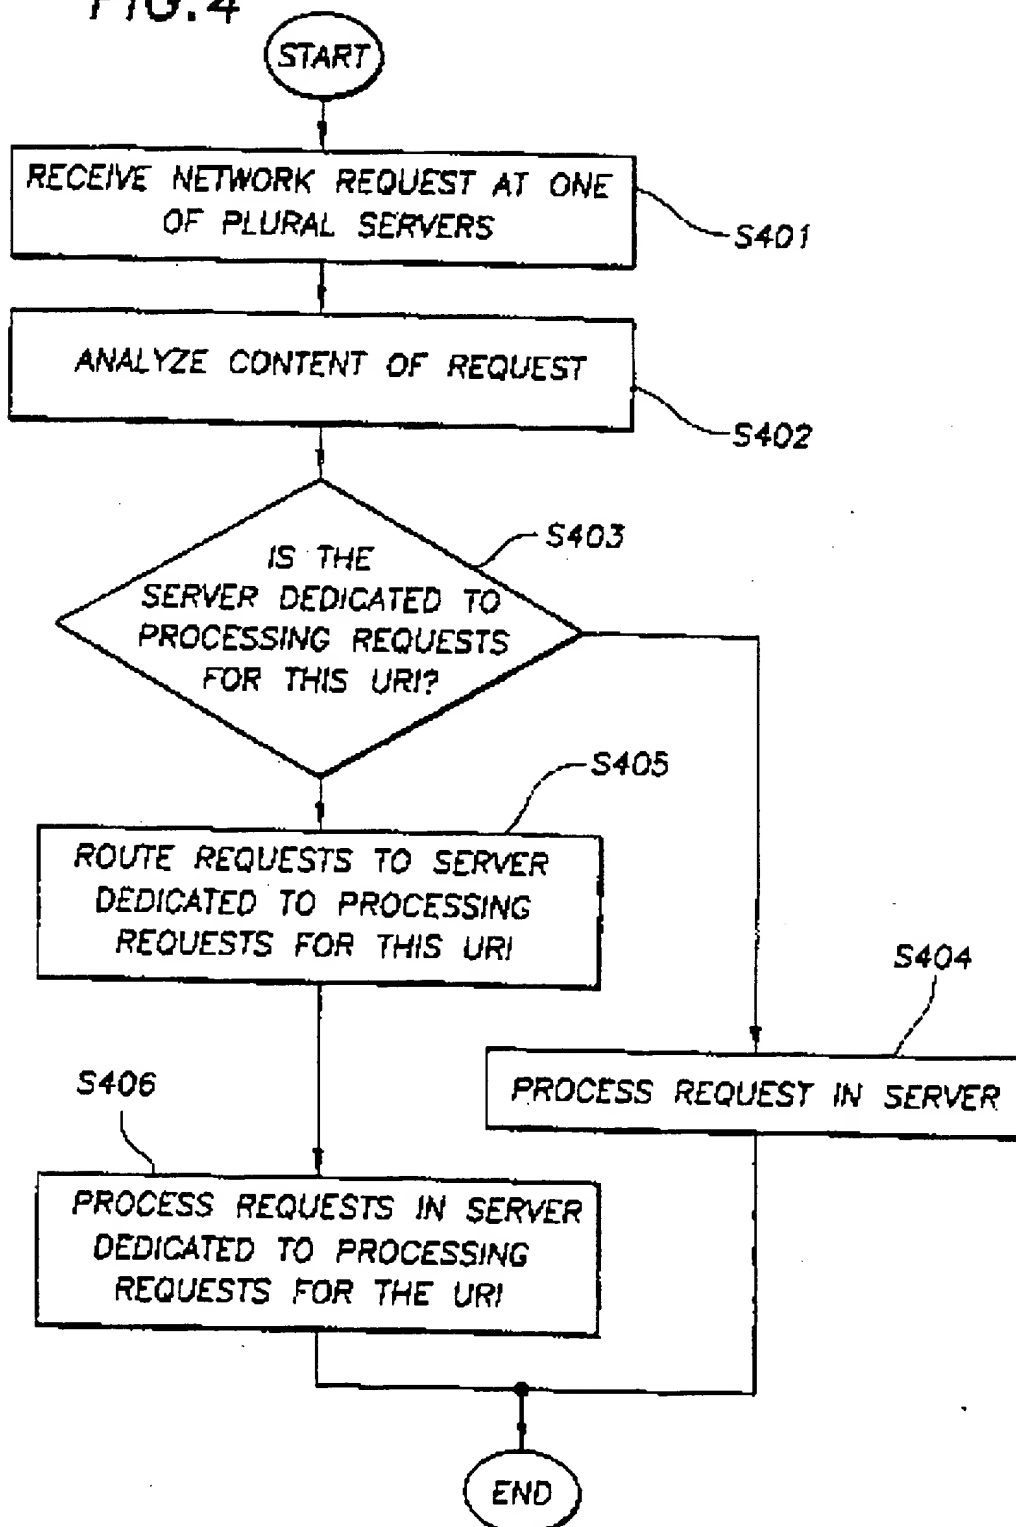 FIG.4
START
RECEIVE NETWORK REQUEST AT ONE
OF PLURAL SERVERS
S401
ANALYZE CONTENT OF REQUEST
S402
S403
IS THE
SERVER DEDICATED TO
PROCESSING REQUESTS
FOR THIS URI?
S405
ROUTE REQUESTS TO SERVER
DEDICATED TO PROCESSING
REQUESTS FOR THIS URI
S404
PROCESS REQUEST IN SERVER
S406
PROCESS REQUESTS IN SERVER
DEDICATED TO PROCESSING
REQUESTS FOR THE URI
END